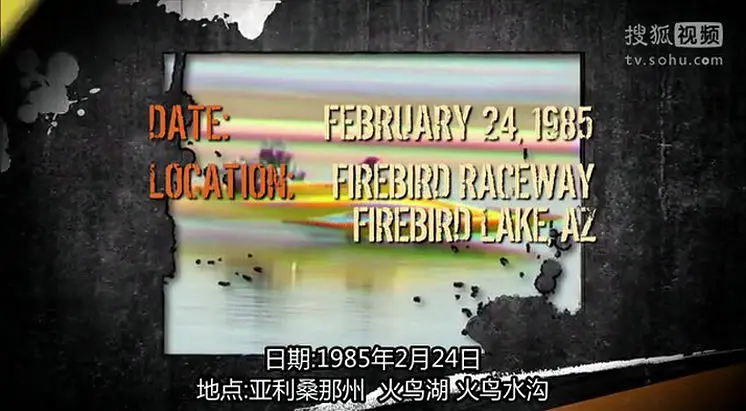 搜狐视频
tv.sohu.com
DATE: FEBRUARY 24, 1985
LOCATION: FIREBIRD RACEWAY
FIREBIRD LAKE, AZ
日期:1985年2月24日
地点:亚利桑那州 火鸟湖 火鸟水沟